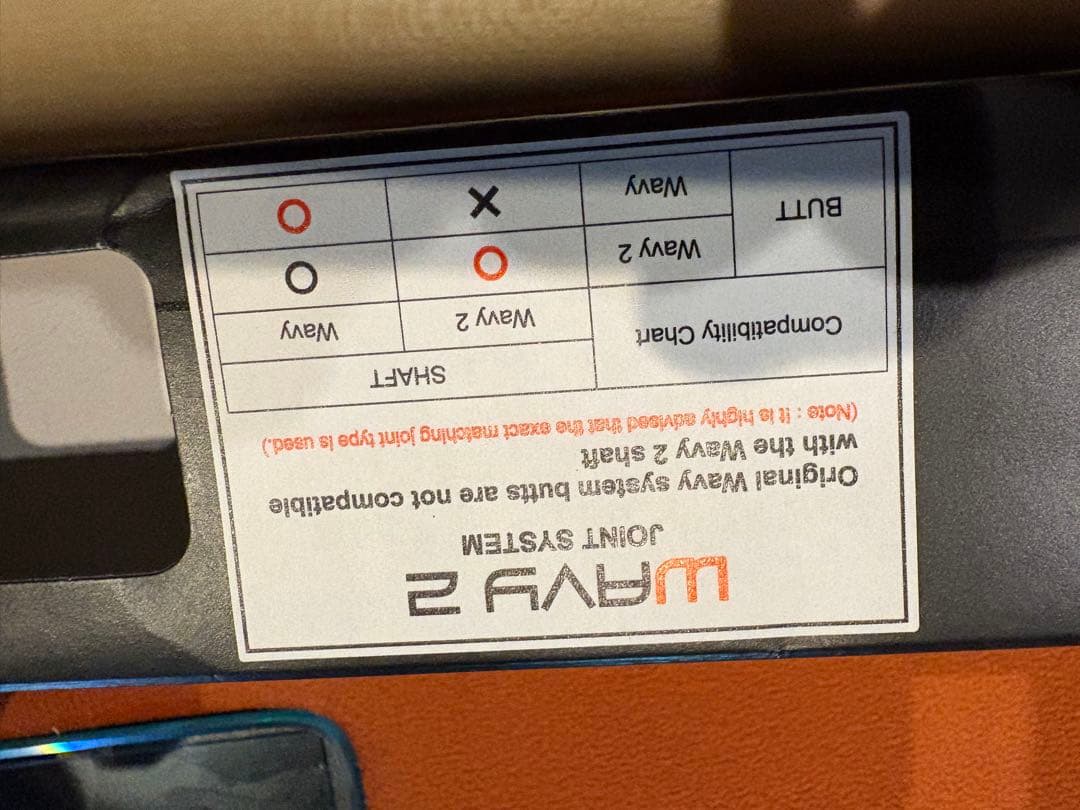 WAVY 2
JOINT SYSTEM
Original Wavy system butts are not compatible
with the Wavy 2 shaft
(Note : It is highly advised that the exact matching joint type is used.)
Compatibility Chart
SHAFT
Wavy 2
Wavy
BUTT
Wavy 2
O
O
Wavy
X
O